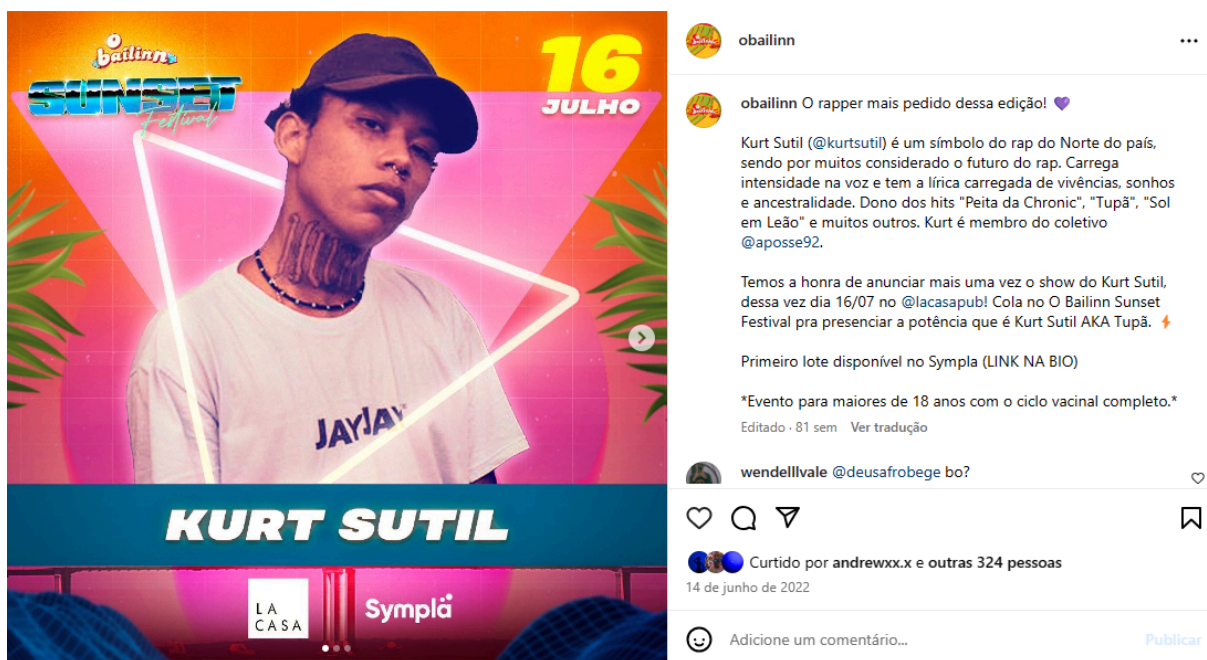 O
bailinn
SUNSET
Festival
16
JULHO
JAYJAY
KURT SUTIL
LA
CASA
Sympla
obailinn
obailinn O rapper mais pedido dessa edição! 💜
Kurt Sutil (@kurtsutil) é um símbolo do rap do Norte do país,
sendo por muitos considerado o futuro do rap. Carrega
intensidade na voz e tem a lírica carregada de vivências, sonhos
e ancestralidade. Dono dos hits "Peita da Chronic", "Tupã", "Sol
em Leão" e muitos outros. Kurt é membro do coletivo
@aposse92.
Temos a honra de anunciar mais uma vez o show do Kurt Sutil,
dessa vez dia 16/07 no @lacasapub! Cola no O Bailinn Sunset
Festival pra presenciar a potência que é Kurt Sutil AKA Tupã. ⚡
Primeiro lote disponível no Sympla (LINK NA BIO)
*Evento para maiores de 18 anos com o ciclo vacinal completo.*
Editado · 81 sem Ver tradução
wendelllvale @deusafrobege bo?
Curtido por andrewxx.x e outras 324 pessoas
14 de junho de 2022
Adicione um comentário...
Publicar